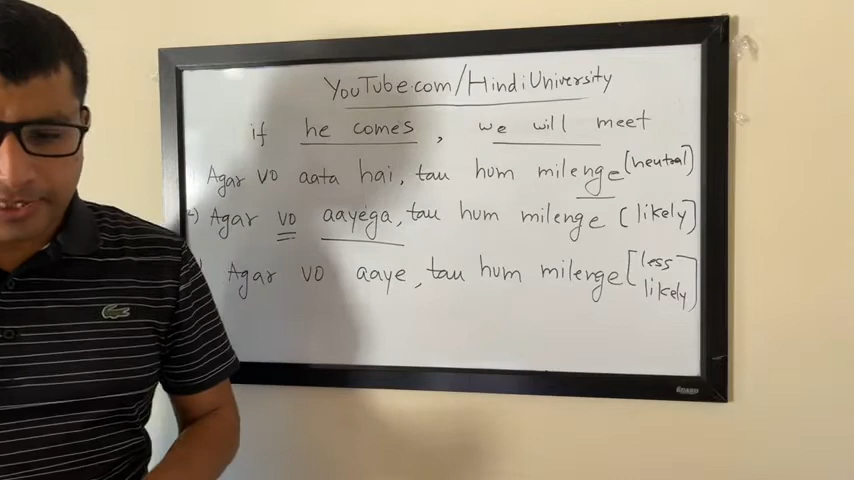 YouTube.com/HindiUniversity
if he comes, we will meet
Agar vo aata hai, tau hum milenge (neutral)
2) Agar vo aayega, tau hum milenge [likely]
Agar vo aaye, tau hum milenge [less likely]